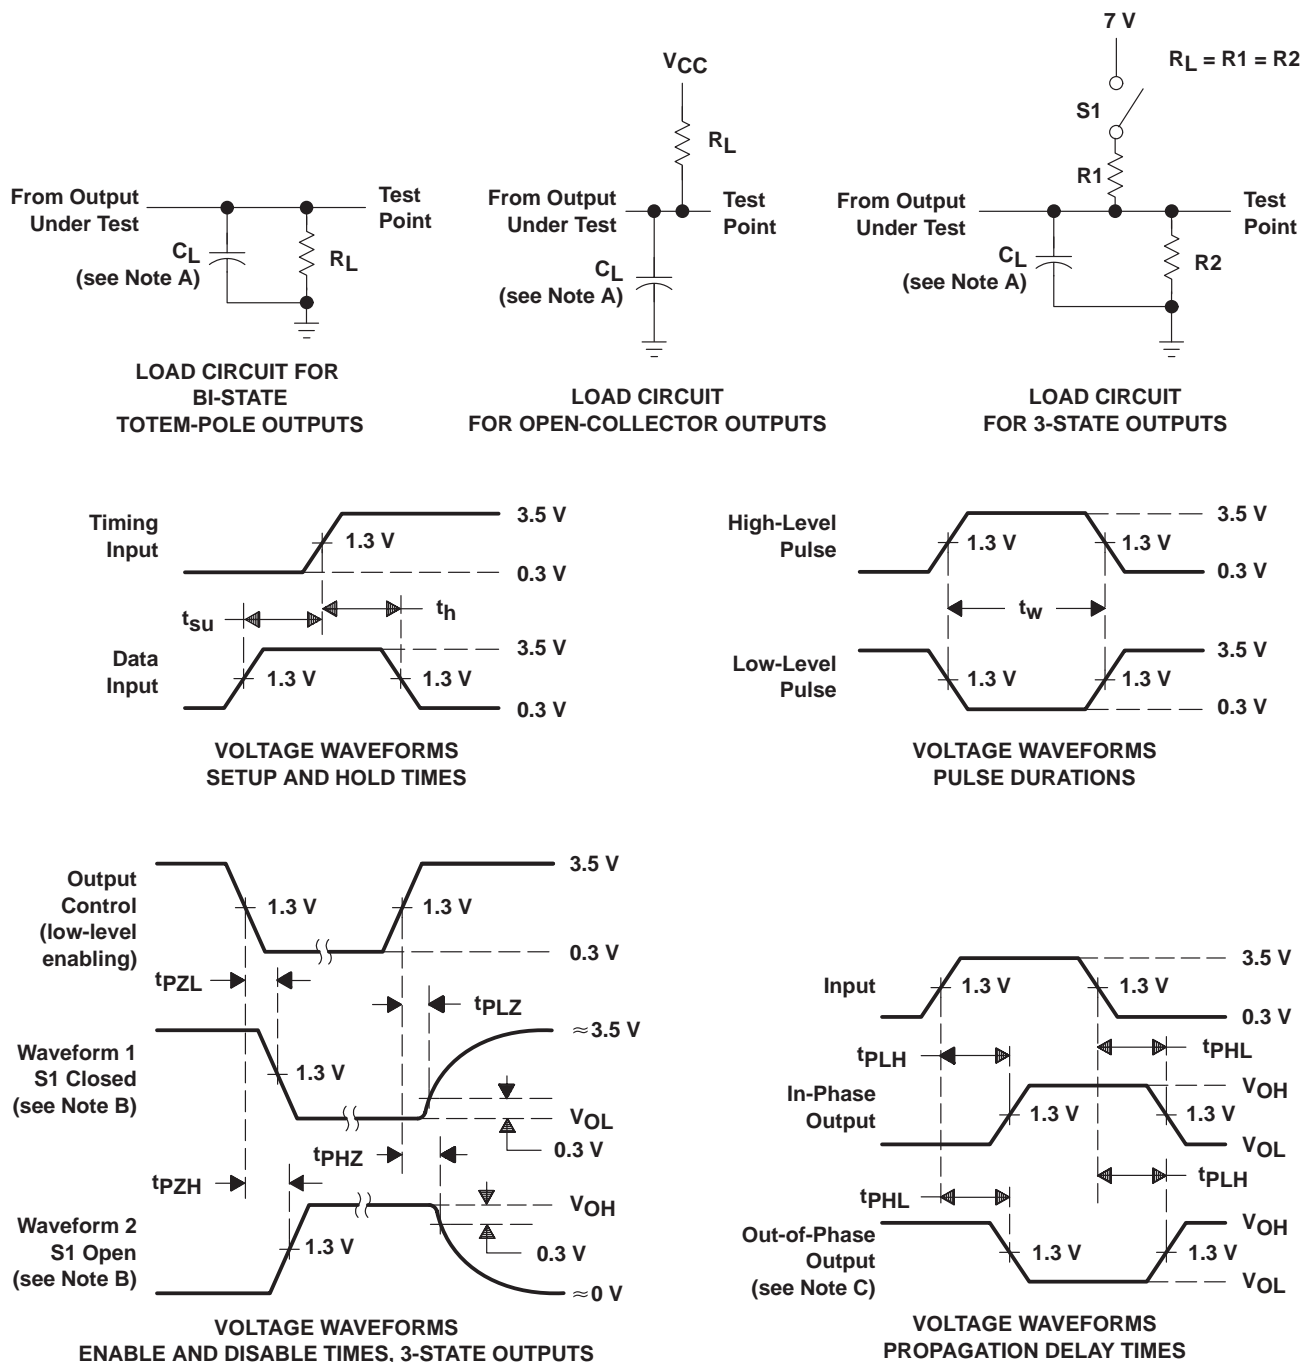 7 V
RL = R1 = R2
S1
R1
From Output
Under Test
Test
Point
CL
(see Note A)
R2
LOAD CIRCUIT
FOR 3-STATE OUTPUTS
VCC
RL
From Output
Under Test
Test
Point
CL
(see Note A)
LOAD CIRCUIT
FOR OPEN-COLLECTOR OUTPUTS
From Output
Under Test
Test
Point
CL
(see Note A)
RL
LOAD CIRCUIT FOR
BI-STATE
TOTEM-POLE OUTPUTS
Timing
Input
1.3 V
3.5 V
0.3 V
tsu
th
Data
Input
1.3 V
1.3 V
3.5 V
0.3 V
VOLTAGE WAVEFORMS
SETUP AND HOLD TIMES
High-Level
Pulse
1.3 V
1.3 V
3.5 V
0.3 V
tw
Low-Level
Pulse
1.3 V
1.3 V
3.5 V
0.3 V
VOLTAGE WAVEFORMS
PULSE DURATIONS
Output
Control
(low-level
enabling)
1.3 V
1.3 V
3.5 V
0.3 V
tPZL
tPLZ
Waveform 1
S1 Closed
(see Note B)
1.3 V
≈3.5 V
VOL
0.3 V
tPHZ
tPZH
Waveform 2
S1 Open
(see Note B)
1.3 V
VOH
0.3 V
≈0 V
VOLTAGE WAVEFORMS
ENABLE AND DISABLE TIMES, 3-STATE OUTPUTS
Input
1.3 V
1.3 V
3.5 V
0.3 V
tPLH
tPHL
In-Phase
Output
1.3 V
1.3 V
VOH
VOL
tPHL
tPLH
Out-of-Phase
Output
(see Note C)
1.3 V
1.3 V
VOH
VOL
VOLTAGE WAVEFORMS
PROPAGATION DELAY TIMES